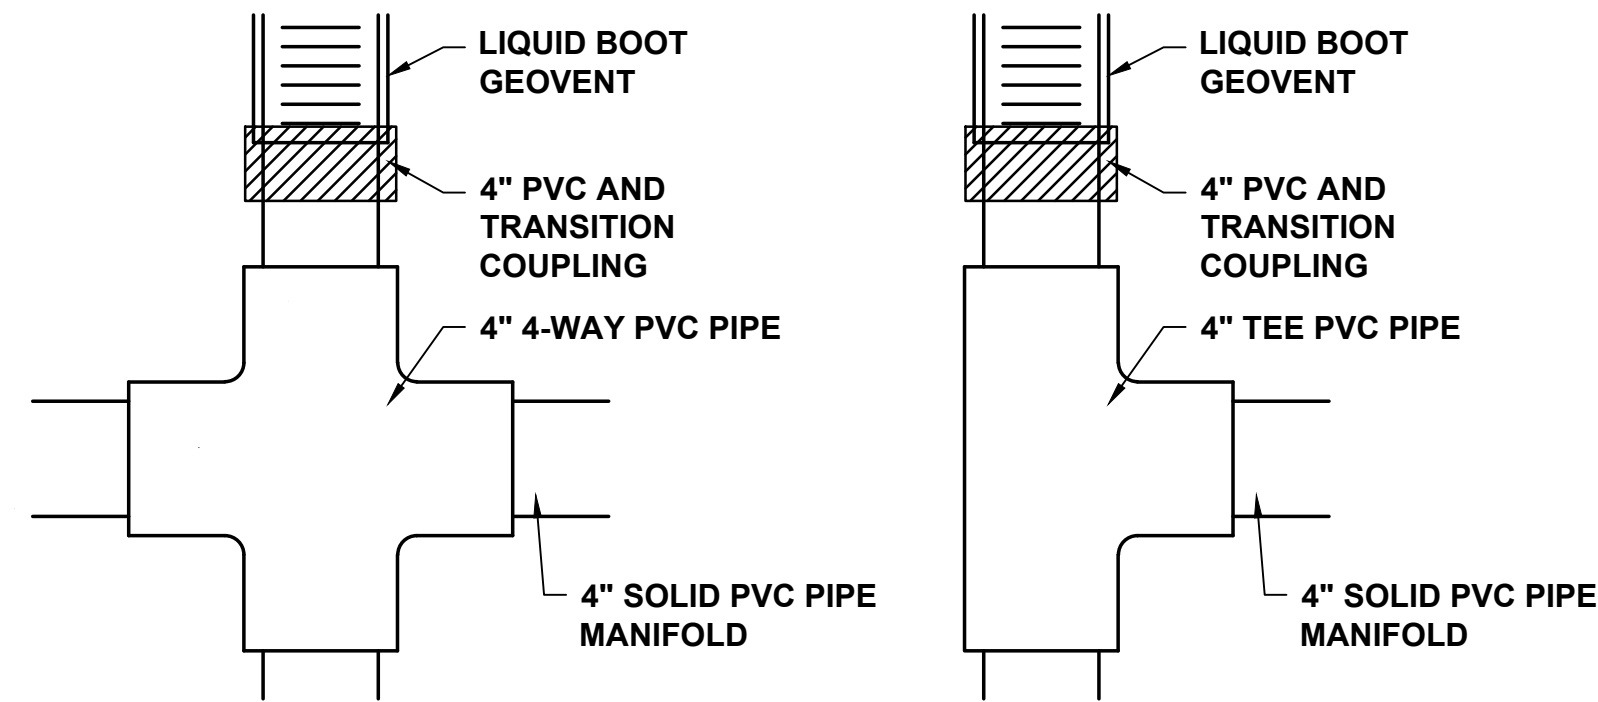 LIQUID BOOT
GEOVENT
4" PVC AND
TRANSITION
COUPLING
4" 4-WAY PVC PIPE
4" SOLID PVC PIPE
MANIFOLD
LIQUID BOOT
GEOVENT
4" PVC AND
TRANSITION
COUPLING
4" TEE PVC PIPE
4" SOLID PVC PIPE
MANIFOLD